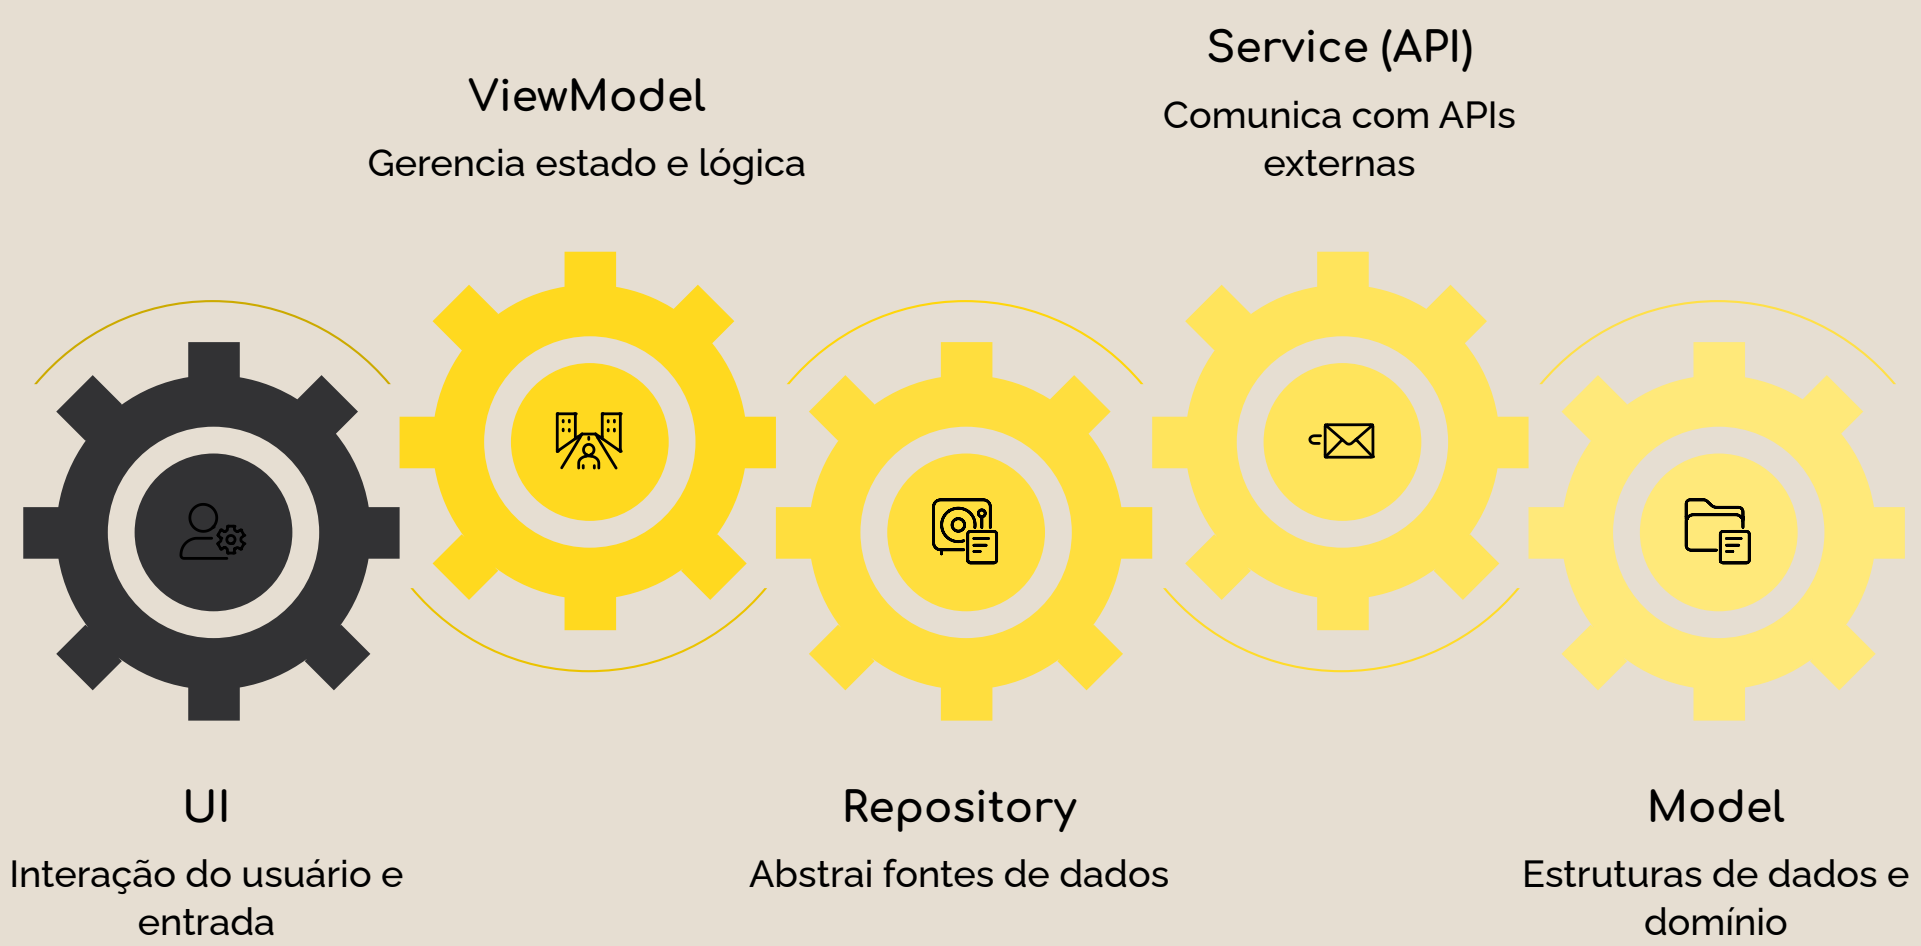 UI
Interação do usuário e
entrada
ViewModel
Gerencia estado e lógica
Repository
Abstrai fontes de dados
Service (API)
Comunica com APIs
externas
Model
Estruturas de dados e
domínio